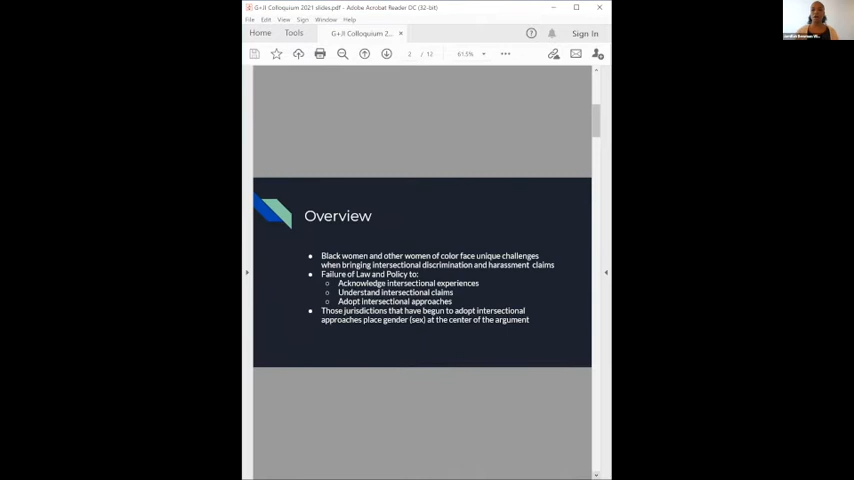 G+JI Colloquium 2021 slides.pdf - Adobe Acrobat Reader DC (32-bit)
File Edit View Sign Window Help
Home Tools G+JI Colloquium 2... × Sign In
2 / 12 61.5%
Overview
● Black women and other women of color face unique challenges
when bringing intersectional discrimination and harassment claims
● Failure of Law and Policy to:
○ Acknowledge intersectional experiences
○ Understand intersectional claims
○ Adopt intersectional approaches
● Those jurisdictions that have begun to adopt intersectional
approaches place gender (sex) at the center of the argument